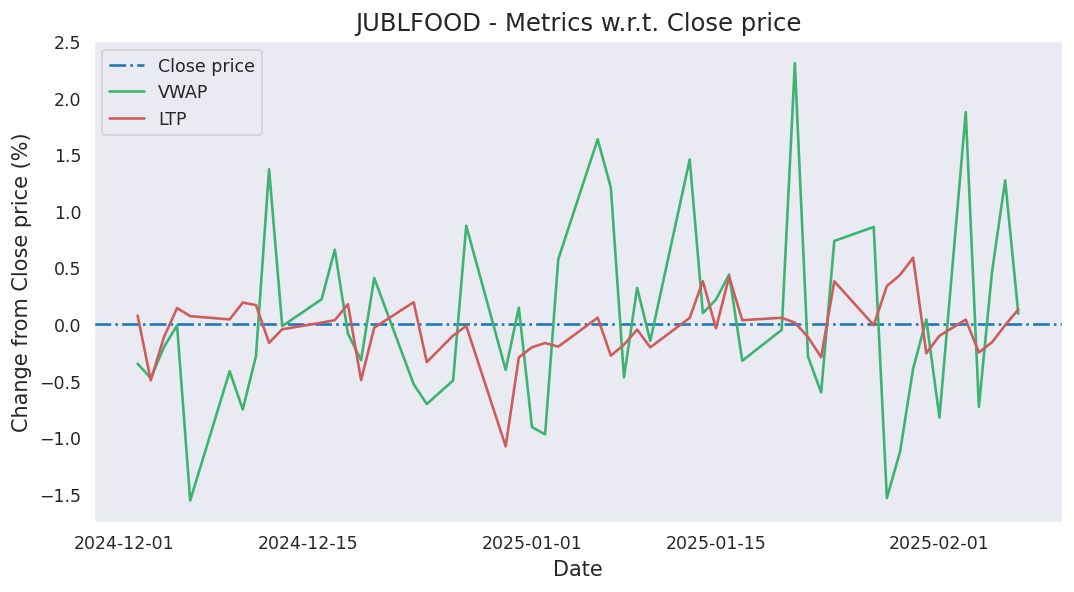 JUBLFOOD - Metrics w.r.t. Close price
Close price
VWAP
LTP
Change from Close price (%)
2.5
2.0
1.5
1.0
0.5
0.0
−0.5
−1.0
−1.5
2024-12-01
2024-12-15
2025-01-01
2025-01-15
2025-02-01
Date